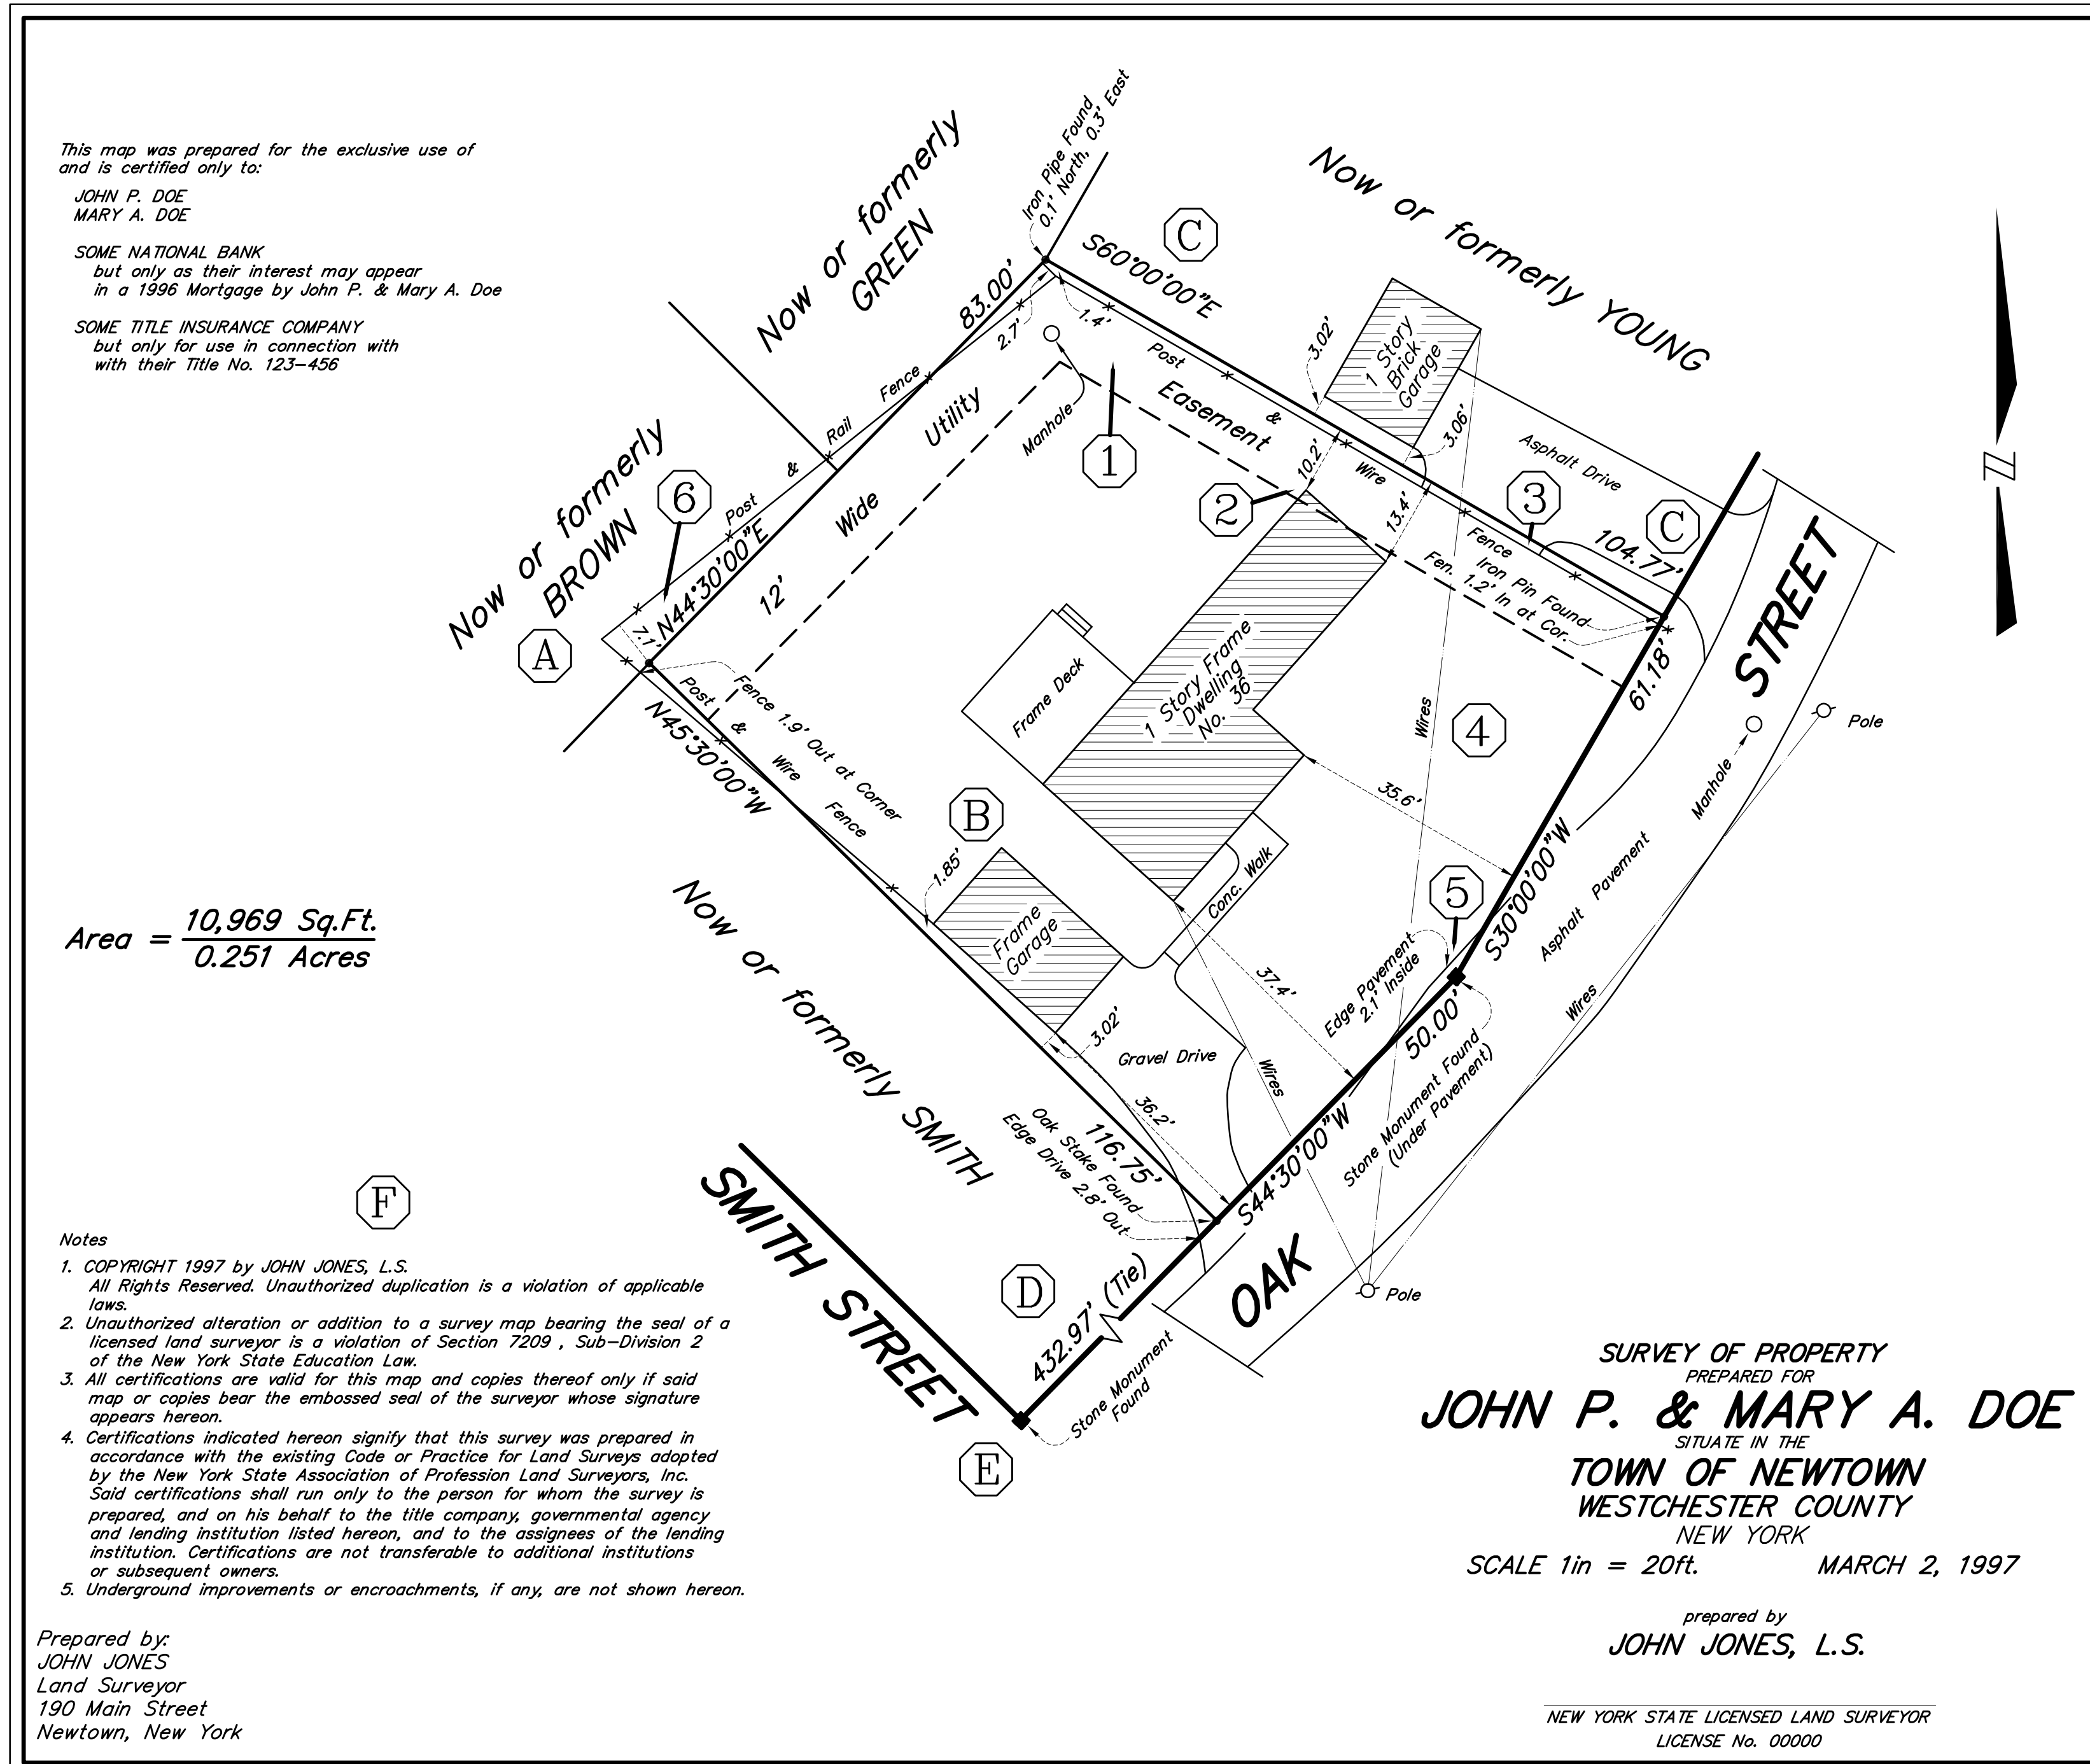 This map was prepared for the exclusive use of
and is certified only to:
JOHN P. DOE
MARY A. DOE
SOME NATIONAL BANK
but only as their interest may appear
in a 1996 Mortgage by John P. & Mary A. Doe
SOME TITLE INSURANCE COMPANY
but only for use in connection with
with their Title No. 123-456
Now or formerly
GREEN
Iron Pipe Found
0.1' North, 0.3' East
C
Now or formerly YOUNG
S60°00'00"E
104.77'
C
83.00'
2.7'
1.4'
Post & Wire Fence
Post & Rail Fence
12' Wide Utility Easement
Manhole
1
2
3
3.02'
1 Story
Brick
Garage
3.06'
10.2'
13.4'
Asphalt Drive
Iron Pin Found
Fen. 1.2' In at Cor.
Z
Now or formerly
BROWN
6
A
N44°30'00"E
7.1'
N45°30'00"W
Fence 1.9' Out at Corner
Post & Wire Fence
Frame Deck
1 Story Frame
Dwelling
No. 36
Wires
4
61.18'
STREET
Pole
Manhole
35.6'
S30°00'00"W
Asphalt Pavement
Wires
B
1.85'
Frame
Garage
Conc. Walk
5
Edge Pavement
2.1' Inside
37.4'
50.00'
Stone Monument Found
(Under Pavement)
3.02'
Gravel Drive
Wires
36.2'
116.75'
Oak Stake Found
Edge Drive 2.8' Out
S44°30'00"W
OAK
Pole
Now or formerly SMITH
SMITH STREET
D
432.97' (Tie)
Stone Monument
Found
E
Area = 10,969 Sq.Ft.
0.251 Acres
F
Notes
1. COPYRIGHT 1997 by JOHN JONES, L.S.
All Rights Reserved. Unauthorized duplication is a violation of applicable
laws.
2. Unauthorized alteration or addition to a survey map bearing the seal of a
licensed land surveyor is a violation of Section 7209 , Sub-Division 2
of the New York State Education Law.
3. All certifications are valid for this map and copies thereof only if said
map or copies bear the embossed seal of the surveyor whose signature
appears hereon.
4. Certifications indicated hereon signify that this survey was prepared in
accordance with the existing Code or Practice for Land Surveys adopted
by the New York State Association of Profession Land Surveyors, Inc.
Said certifications shall run only to the person for whom the survey is
prepared, and on his behalf to the title company, governmental agency
and lending institution listed hereon, and to the assignees of the lending
institution. Certifications are not transferable to additional institutions
or subsequent owners.
5. Underground improvements or encroachments, if any, are not shown hereon.
Prepared by:
JOHN JONES
Land Surveyor
190 Main Street
Newtown, New York
SURVEY OF PROPERTY
PREPARED FOR
JOHN P. & MARY A. DOE
SITUATE IN THE
TOWN OF NEWTOWN
WESTCHESTER COUNTY
NEW YORK
SCALE 1in = 20ft. MARCH 2, 1997
prepared by
JOHN JONES, L.S.
NEW YORK STATE LICENSED LAND SURVEYOR
LICENSE No. 00000